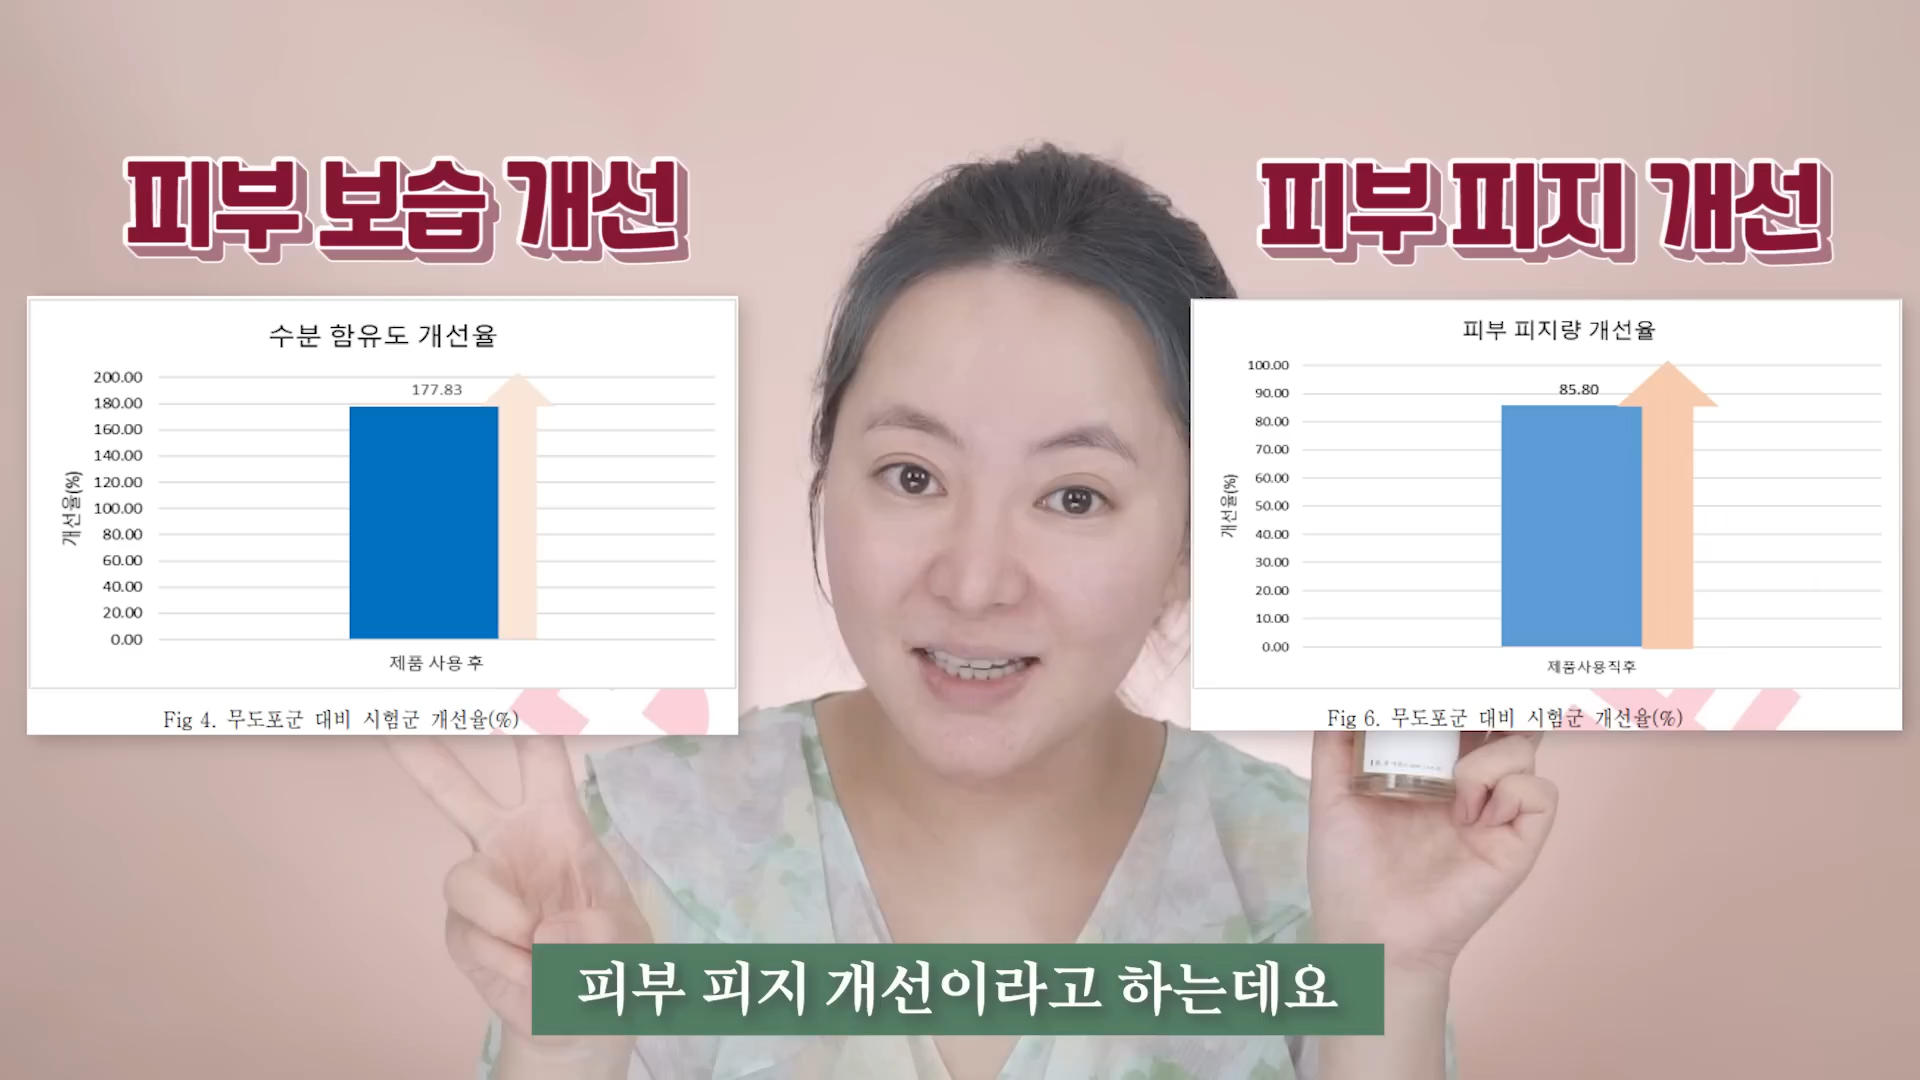 피부 보습 개선
피부 피지 개선
수분 함유도 개선율
200.00
177.83
180.00
160.00
140.00
120.00
100.00
80.00
60.00
40.00
20.00
0.00
개선율(%)
제품 사용 후
Fig 4. 무도포군 대비 시험군 개선율(%)
피부 피지량 개선율
100.00
90.00
85.80
80.00
70.00
60.00
50.00
40.00
30.00
20.00
10.00
0.00
개선율(%)
제품사용직후
Fig 6. 무도포군 대비 시험군 개선율(%)
피부 피지 개선이라고 하는데요